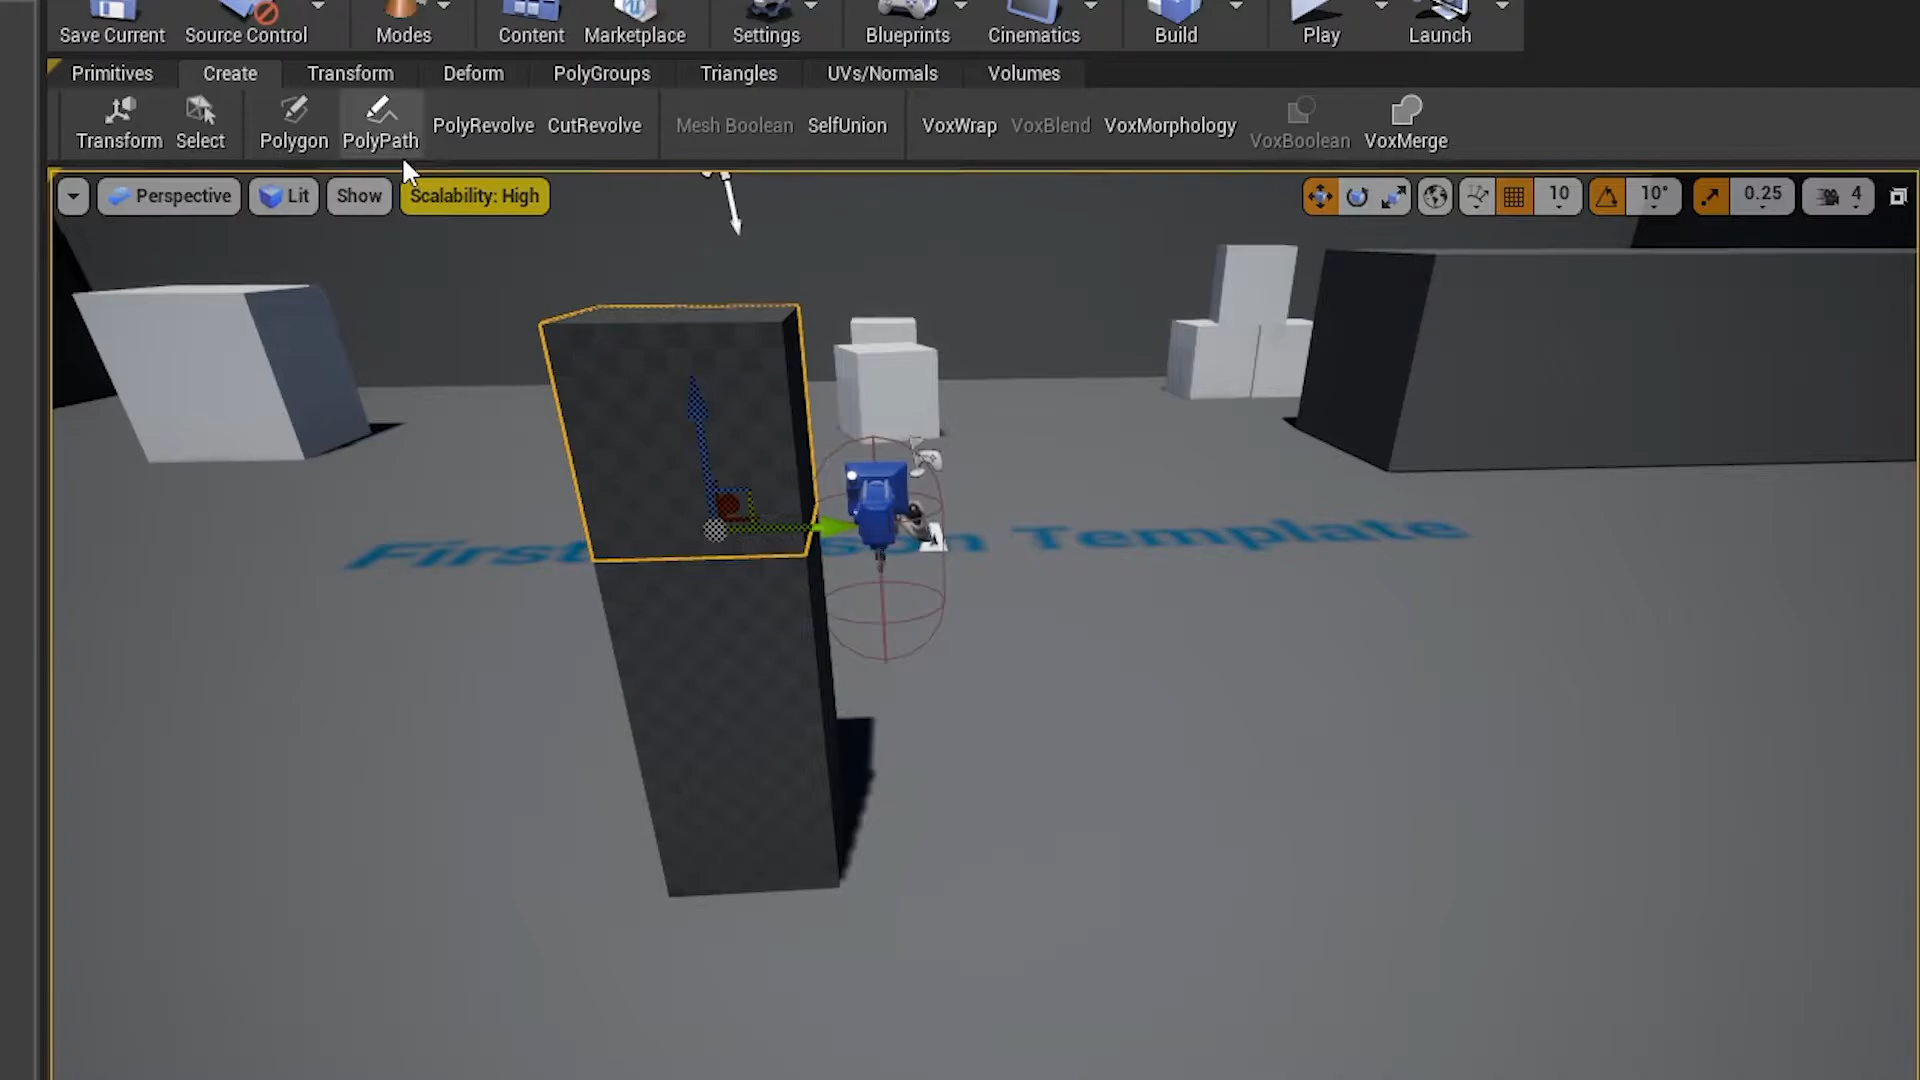 Save Current Source Control Modes Content Marketplace Settings Blueprints Cinematics Build Play Launch
Primitives Create Transform Deform PolyGroups Triangles UVs/Normals Volumes
Transform Select Polygon PolyPath PolyRevolve CutRevolve Mesh Boolean SelfUnion VoxWrap VoxBlend VoxMorphology VoxBoolean VoxMerge
Perspective Lit Show Scalability: High 10 10° 0.25 4
First son Template